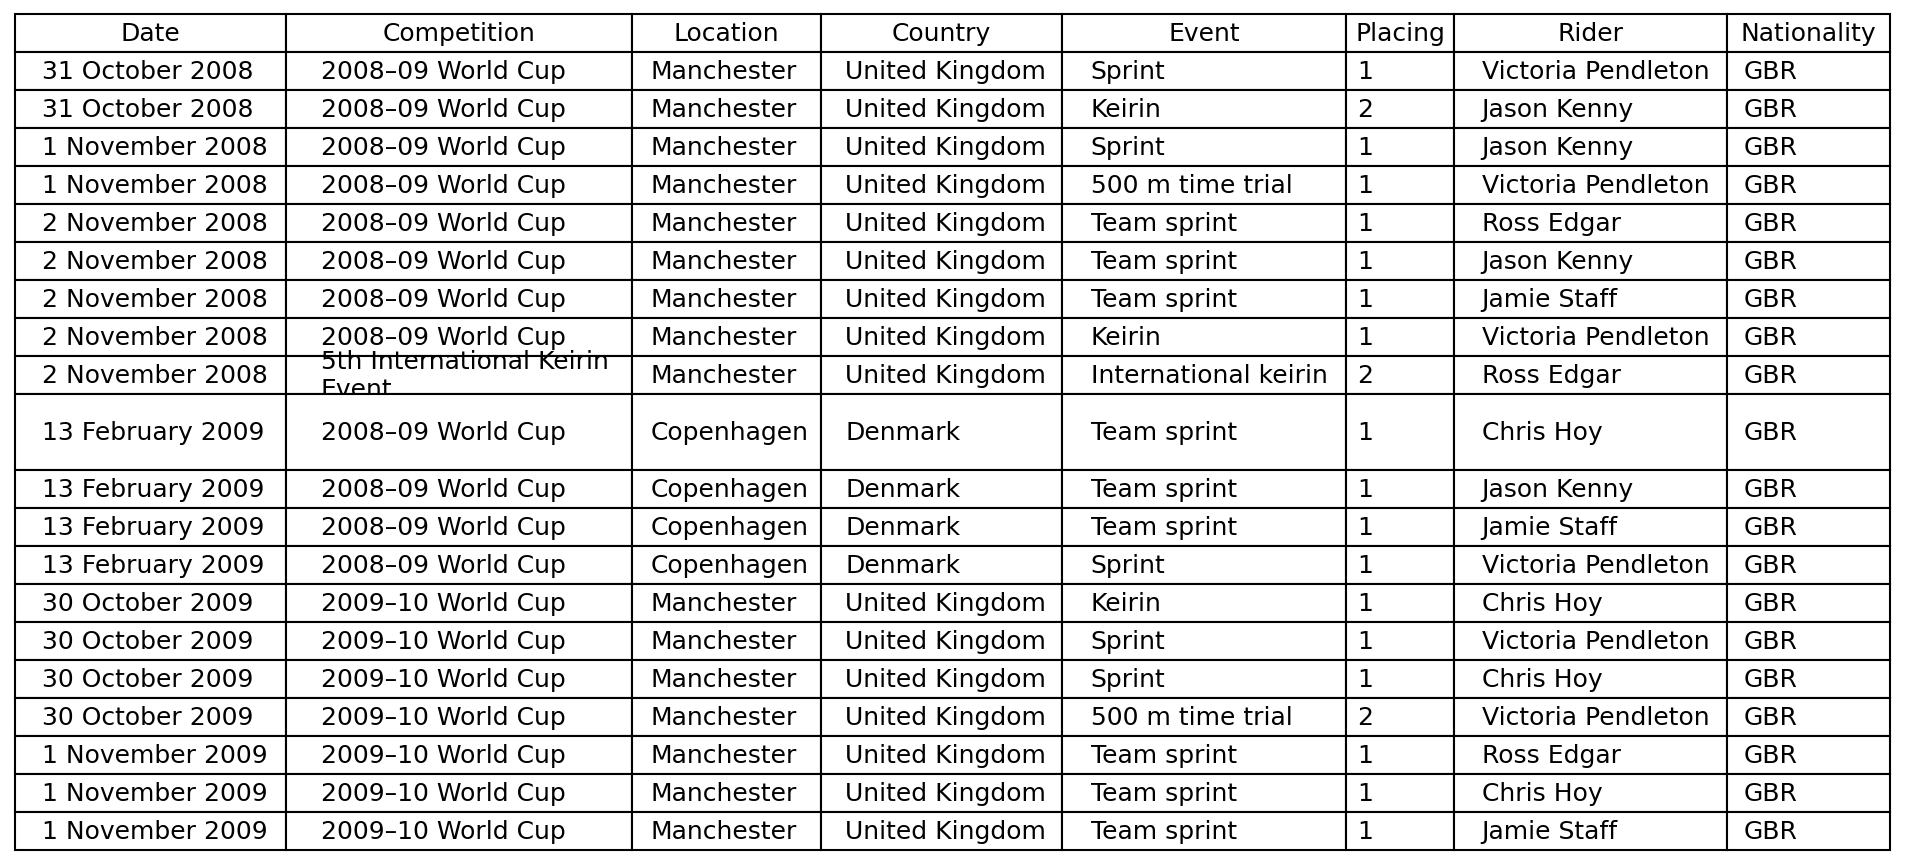 Date Competition Location Country Event Placing Rider Nationality
31 October 2008 2008–09 World Cup Manchester United Kingdom Sprint 1 Victoria Pendleton GBR
31 October 2008 2008–09 World Cup Manchester United Kingdom Keirin 2 Jason Kenny GBR
1 November 2008 2008–09 World Cup Manchester United Kingdom Sprint 1 Jason Kenny GBR
1 November 2008 2008–09 World Cup Manchester United Kingdom 500 m time trial 1 Victoria Pendleton GBR
2 November 2008 2008–09 World Cup Manchester United Kingdom Team sprint 1 Ross Edgar GBR
2 November 2008 2008–09 World Cup Manchester United Kingdom Team sprint 1 Jason Kenny GBR
2 November 2008 2008–09 World Cup Manchester United Kingdom Team sprint 1 Jamie Staff GBR
2 November 2008 2008–09 World Cup Manchester United Kingdom Keirin 1 Victoria Pendleton GBR
2 November 2008 5th International Keirin Event Manchester United Kingdom International keirin 2 Ross Edgar GBR
13 February 2009 2008–09 World Cup Copenhagen Denmark Team sprint 1 Chris Hoy GBR
13 February 2009 2008–09 World Cup Copenhagen Denmark Team sprint 1 Jason Kenny GBR
13 February 2009 2008–09 World Cup Copenhagen Denmark Team sprint 1 Jamie Staff GBR
13 February 2009 2008–09 World Cup Copenhagen Denmark Sprint 1 Victoria Pendleton GBR
30 October 2009 2009–10 World Cup Manchester United Kingdom Keirin 1 Chris Hoy GBR
30 October 2009 2009–10 World Cup Manchester United Kingdom Sprint 1 Victoria Pendleton GBR
30 October 2009 2009–10 World Cup Manchester United Kingdom Sprint 1 Chris Hoy GBR
30 October 2009 2009–10 World Cup Manchester United Kingdom 500 m time trial 2 Victoria Pendleton GBR
1 November 2009 2009–10 World Cup Manchester United Kingdom Team sprint 1 Ross Edgar GBR
1 November 2009 2009–10 World Cup Manchester United Kingdom Team sprint 1 Chris Hoy GBR
1 November 2009 2009–10 World Cup Manchester United Kingdom Team sprint 1 Jamie Staff GBR